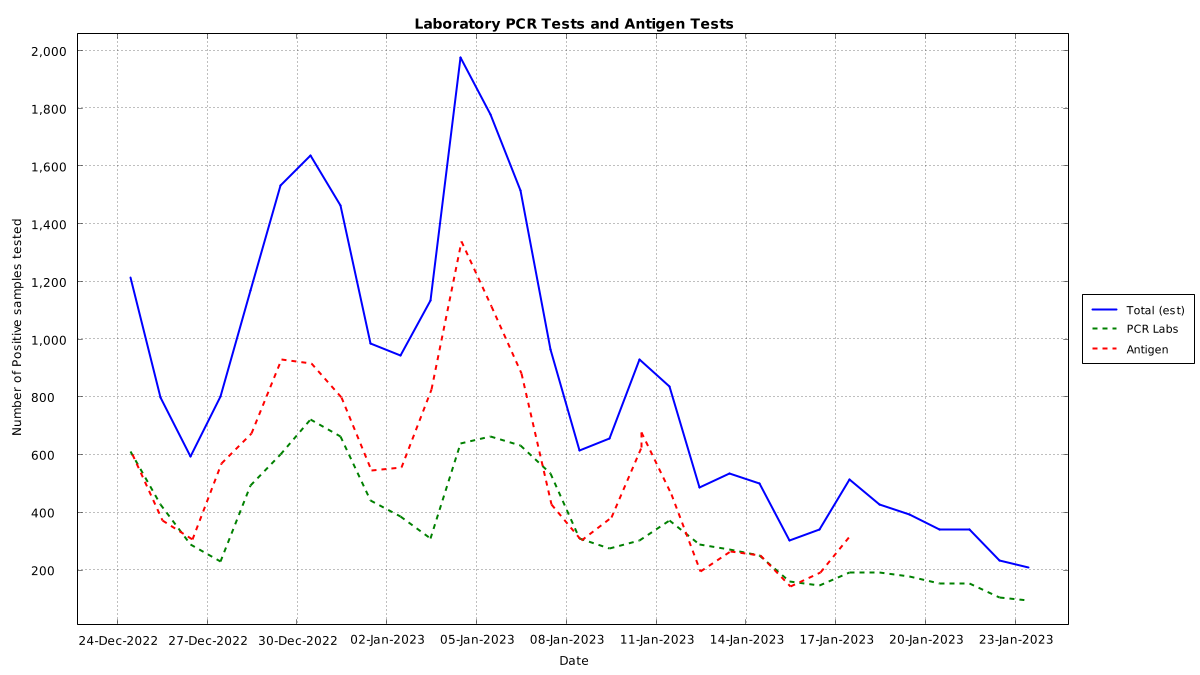 Laboratory PCR Tests and Antigen Tests
2,000
1,800
1,600
1,400
1,200
1,000
800
600
400
200
Number of Positive samples tested
24-Dec-2022 27-Dec-2022 30-Dec-2022 02-Jan-2023 05-Jan-2023 08-Jan-2023 11-Jan-2023 14-Jan-2023 17-Jan-2023 20-Jan-2023 23-Jan-2023
Date
Total (est)
PCR Labs
Antigen